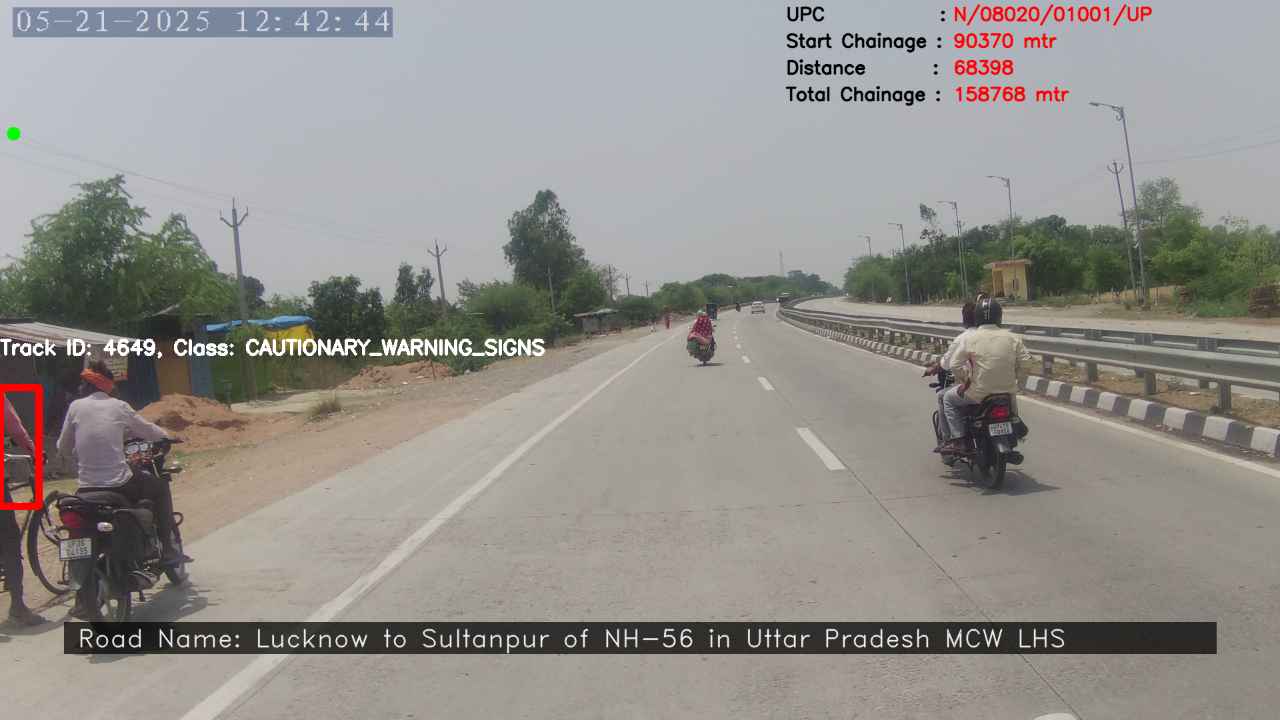 05-21-2025 12:42:44
UPC : N/08020/01001/UP
Start Chainage : 90370 mtr
Distance : 68398
Total Chainage : 158768 mtr
Track ID: 4649, Class: CAUTIONARY_WARNING_SIGNS
Road Name: Lucknow to Sultanpur of NH-56 in Uttar Pradesh MCW LHS